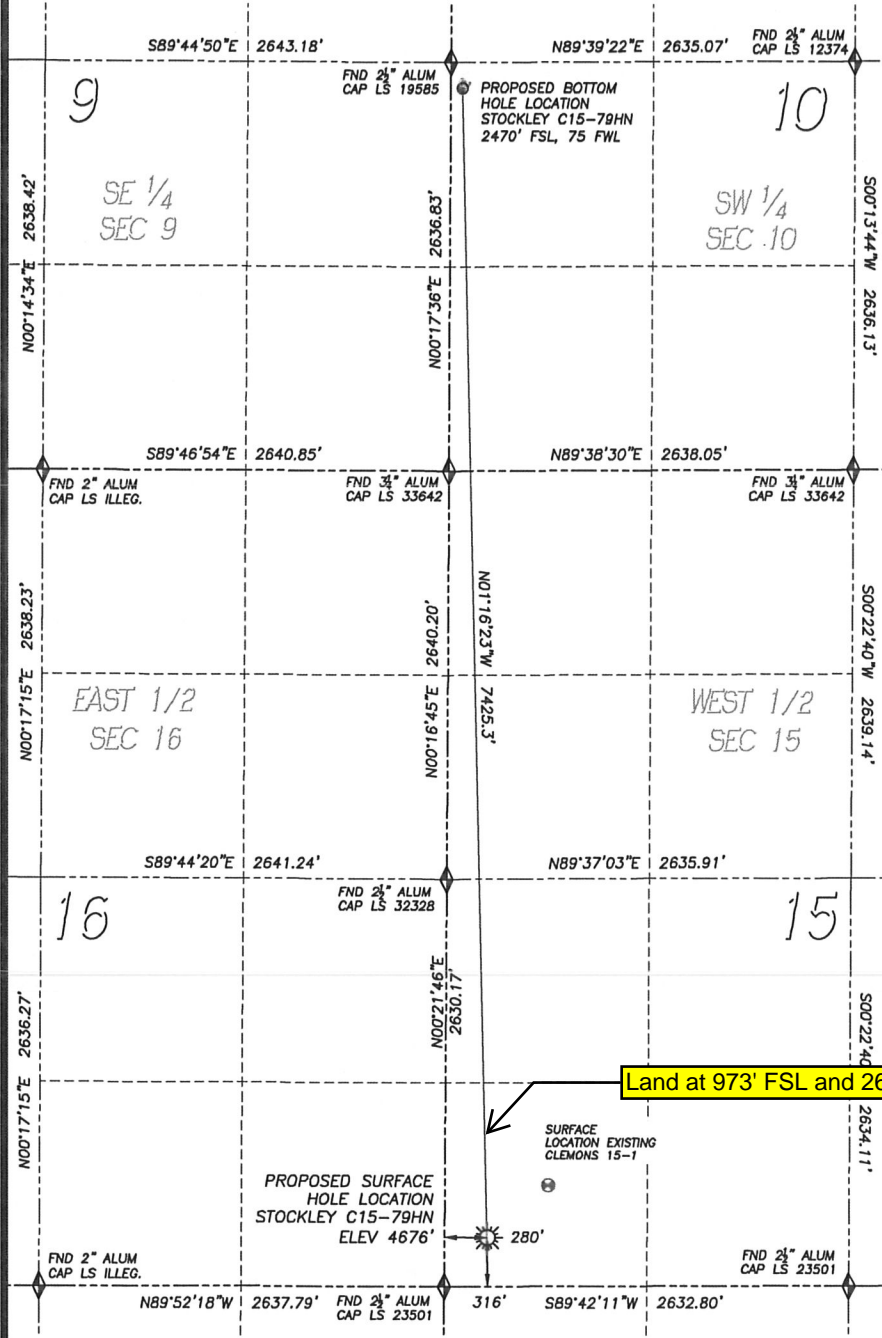 S89°44'50"E 2643.18'
N89°39'22"E 2635.07'
FND 2½" ALUM
CAP LS 12374
FND 2½" ALUM
CAP LS 19585
9
PROPOSED BOTTOM
HOLE LOCATION
STOCKLEY C15-79HN
2470' FSL, 75 FWL
10
SE 1/4
SEC 9
SW 1/4
SEC 10
N00°14'34"E 2638.42'
N00°17'36"E 2636.83'
S00°13'44"W 2636.13'
S89°46'54"E 2640.85'
N89°38'30"E 2638.05'
FND 2" ALUM
CAP LS ILLEG.
FND 3¼" ALUM
CAP LS 33642
FND 3¼" ALUM
CAP LS 33642
N00°17'15"E 2638.23'
N00°16'45"E 2640.20'
N01°16'23"W 7425.3'
S00°22'40"W 2639.14'
EAST 1/2
SEC 16
WEST 1/2
SEC 15
S89°44'20"E 2641.24'
N89°37'03"E 2635.91'
FND 2½" ALUM
CAP LS 32328
16
15
N00°17'15"E 2636.27'
N00°21'46"E
2630.17'
S00°22'40
2634.11'
Land at 973' FSL and 26
SURFACE
LOCATION EXISTING
CLEMONS 15-1
PROPOSED SURFACE
HOLE LOCATION
STOCKLEY C15-79HN
ELEV 4676'
280'
FND 2" ALUM
CAP LS ILLEG.
FND 2½" ALUM
CAP LS 23501
N89°52'18"W 2637.79'
FND 2½" ALUM
CAP LS 23501
316'
S89°42'11"W 2632.80'